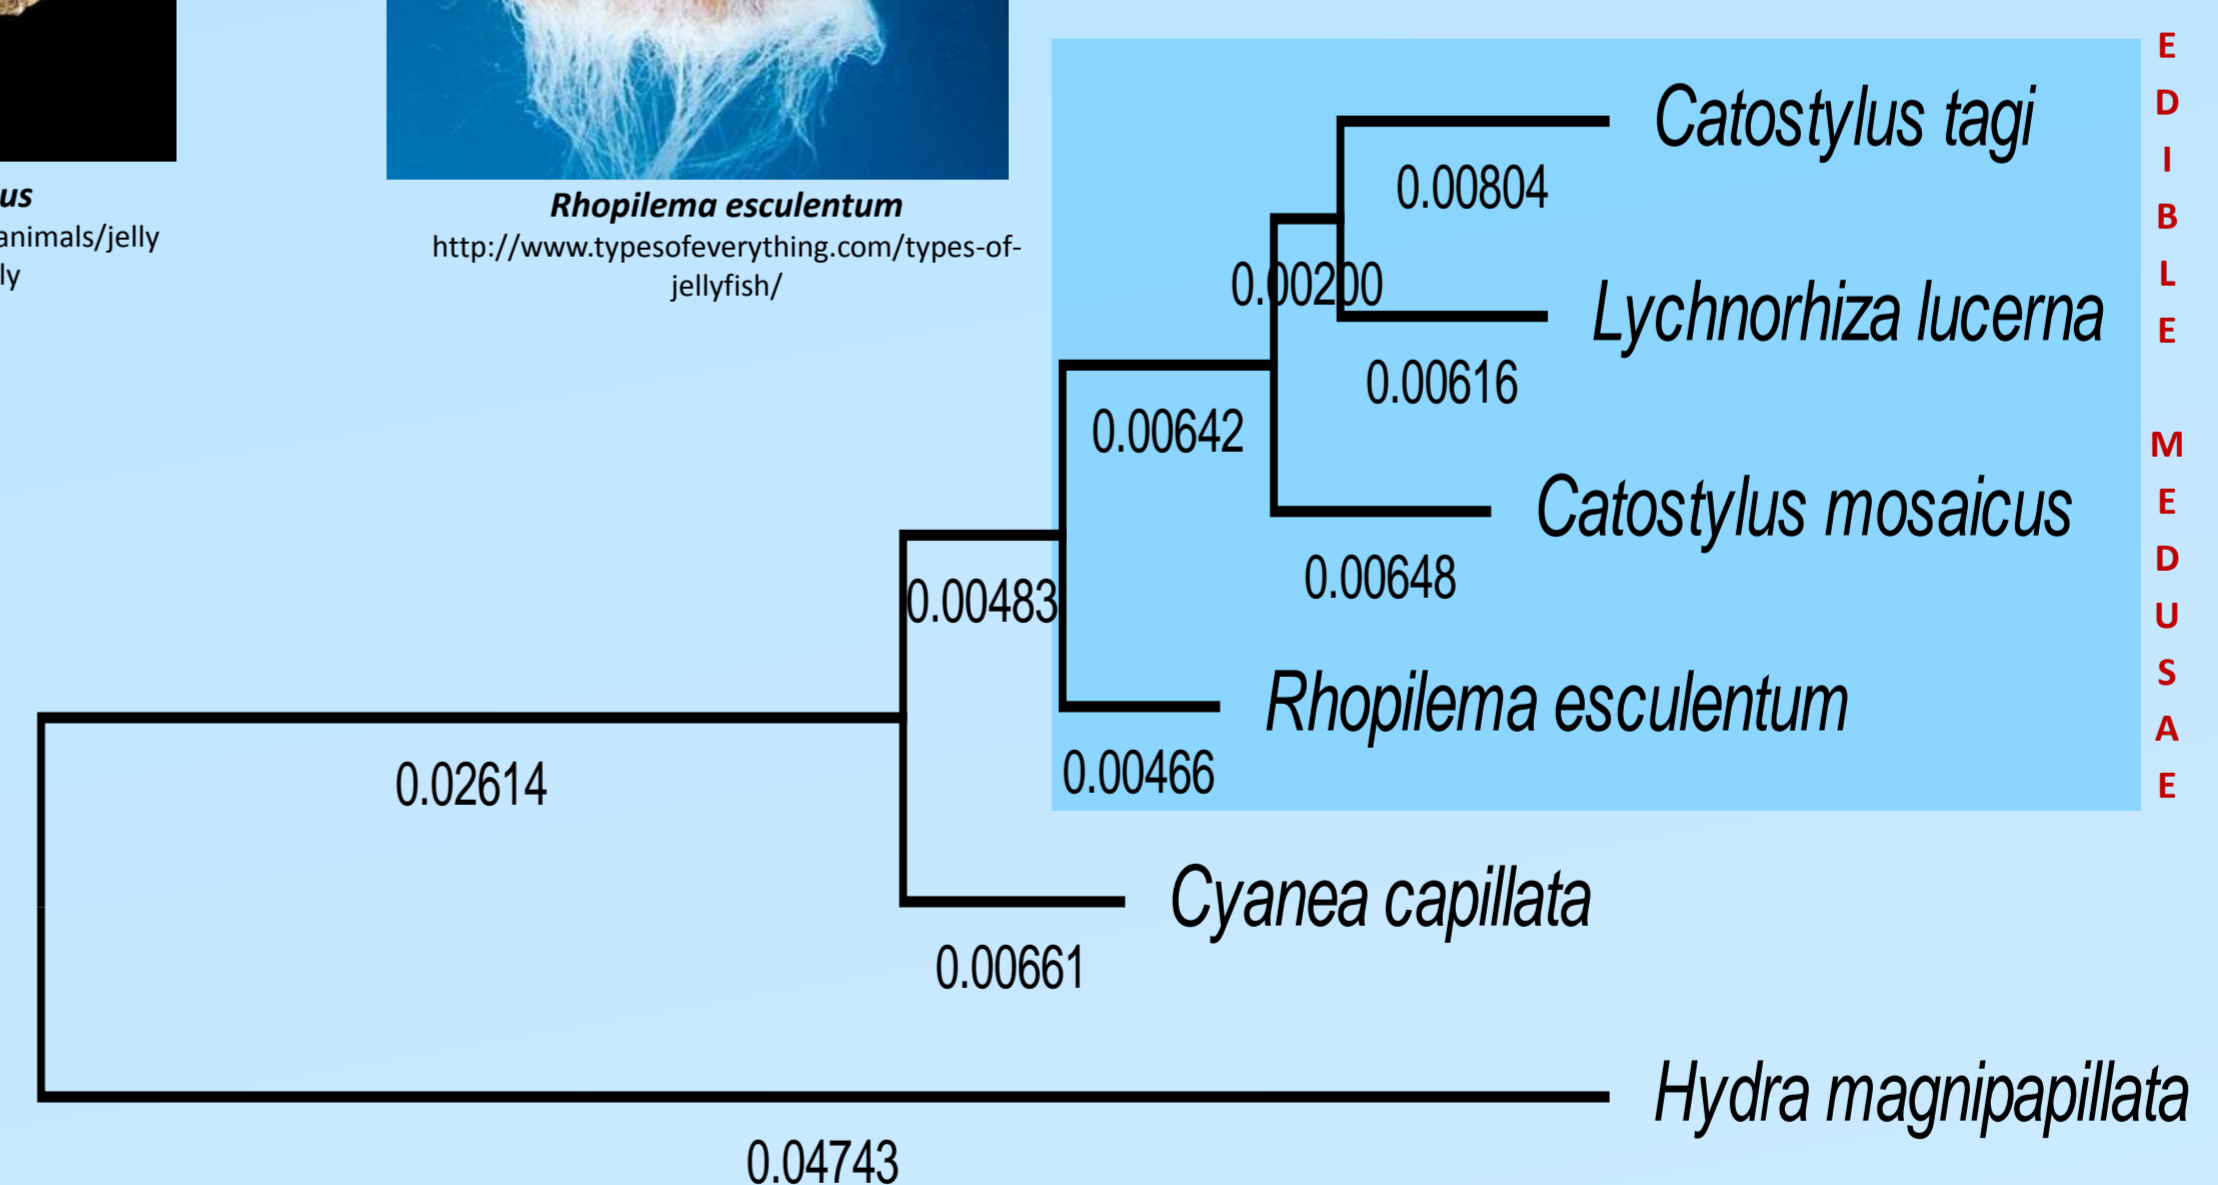 us
animals/jelly
ly
Rhopilema esculentum
http://www.typesofeverything.com/types-of-
jellyfish/
Catostylus tagi
0.00804
0.00200
Lychnorhiza lucerna
0.00616
0.00642
Catostylus mosaicus
0.00648
0.00483
Rhopilema esculentum
0.00466
0.02614
Cyanea capillata
0.00661
Hydra magnipapillata
0.04743
EDIBLE MEDUSAE